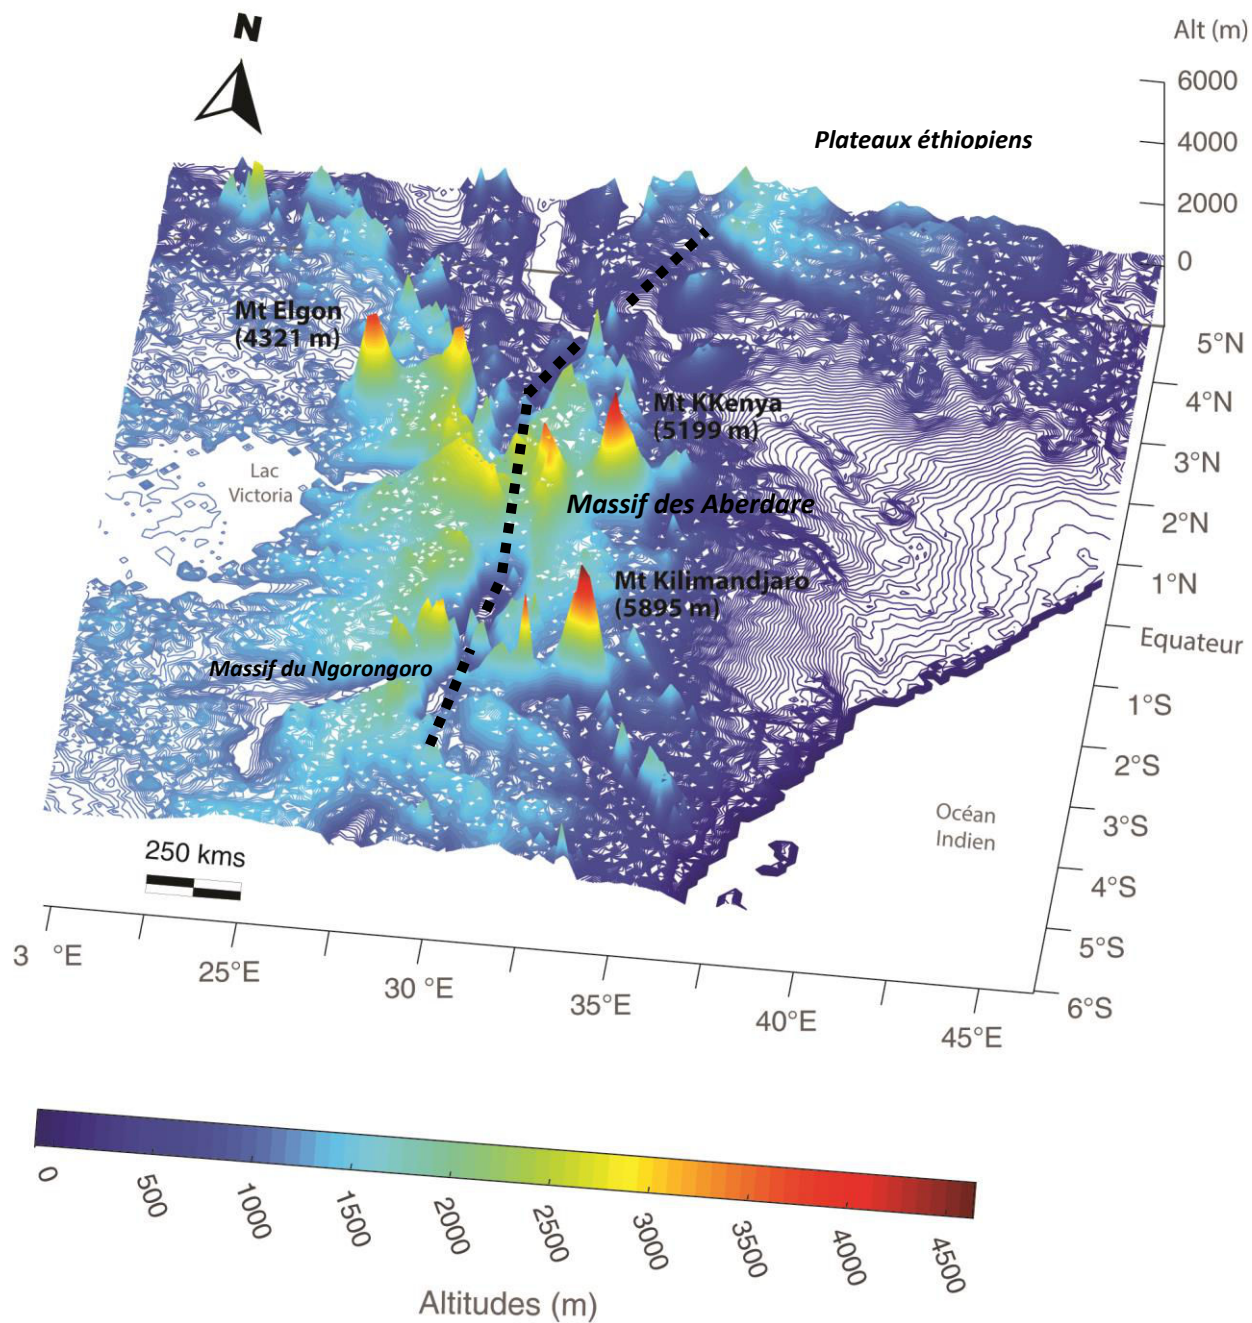 N
Alt (m)
6000
4000
2000
0
Plateaux éthiopiens
Mt Elgon
(4321 m)
Mt KKenya
(5199 m)
Lac
Victoria
Massif des Aberdare
Mt Kilimandjaro
(5895 m)
Massif du Ngorongoro
5°N
4°N
3°N
2°N
1°N
Equateur
1°S
2°S
3°S
4°S
5°S
6°S
Océan
Indien
250 kms
3 °E
25°E
30 °E
35°E
40°E
45°E
0
500
1000
1500
2000
2500
3000
3500
4000
4500
Altitudes (m)